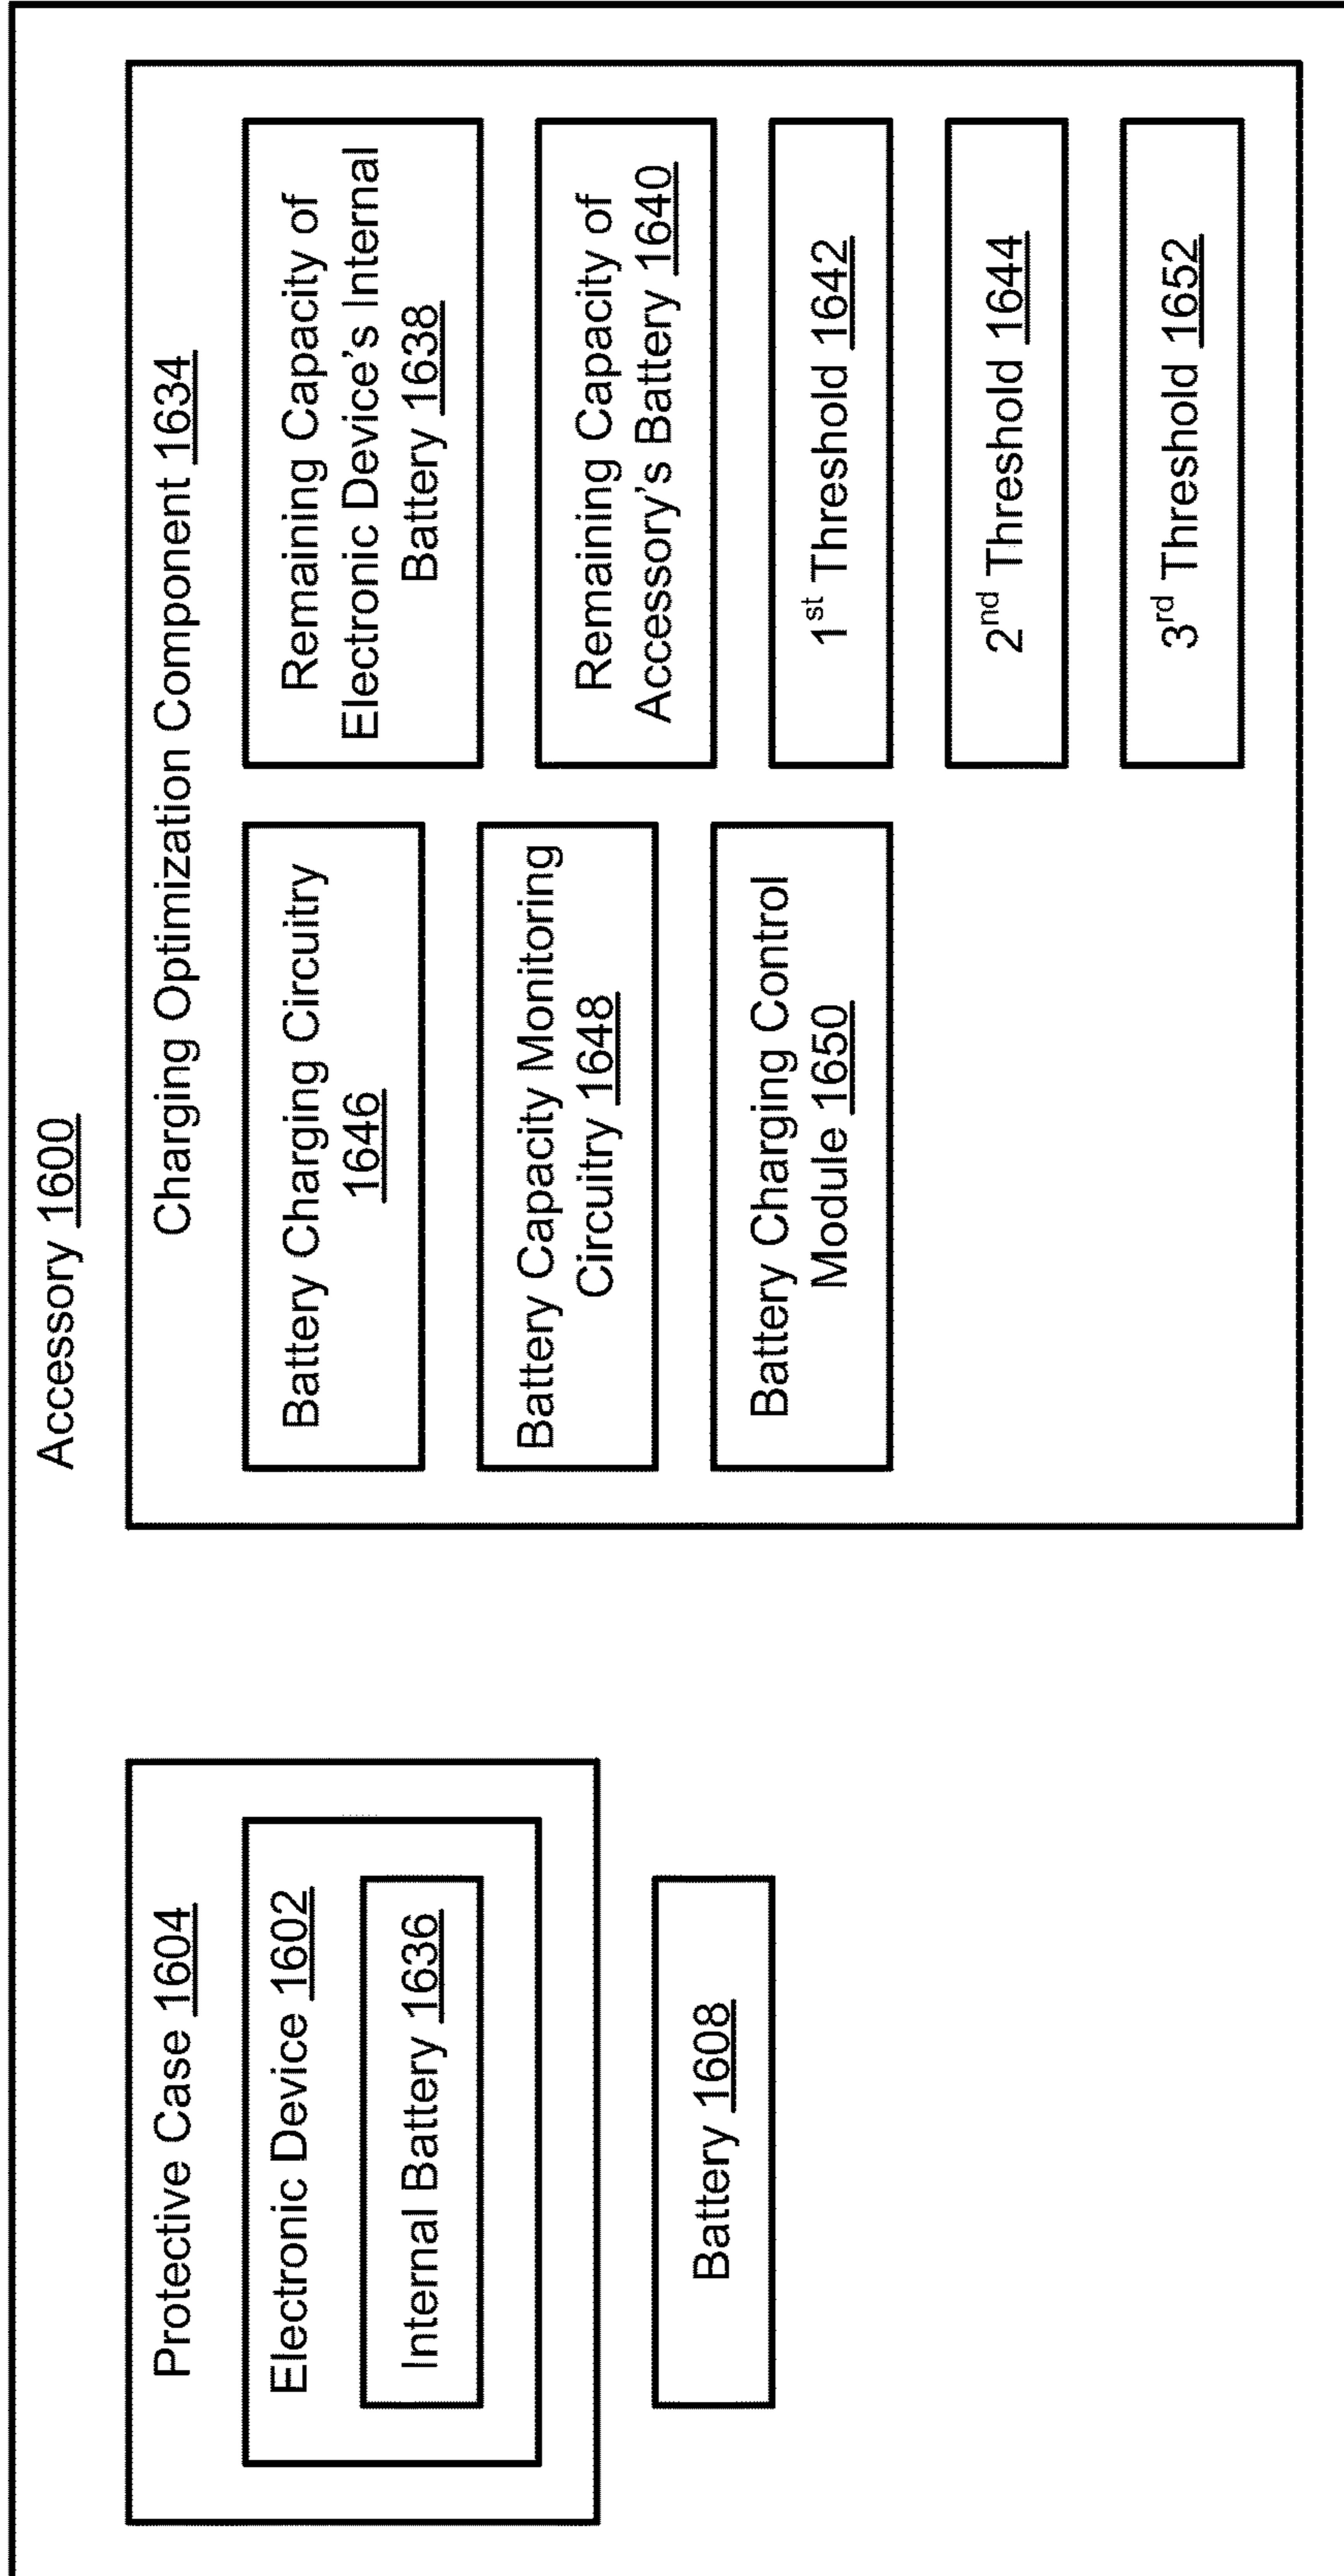 Accessory 1600
Protective Case 1604
Electronic Device 1602
Internal Battery 1636
Battery 1608
Charging Optimization Component 1634
Battery Charging Circuitry
1646
Battery Capacity Monitoring
Circuitry 1648
Battery Charging Control
Module 1650
Remaining Capacity of
Electronic Device's Internal
Battery 1638
Remaining Capacity of
Accessory's Battery 1640
1st Threshold 1642
2nd Threshold 1644
3rd Threshold 1652